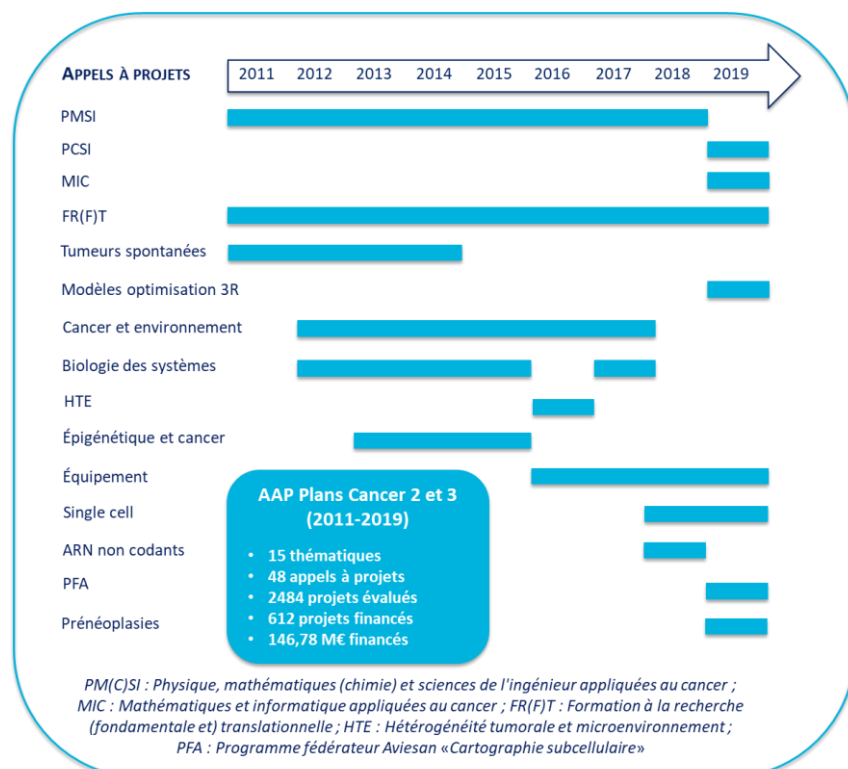 APPELS À PROJETS 2011 2012 2013 2014 2015 2016 2017 2018 2019
PMSI
PCSI
MIC
FR(F)T
Tumeurs spontanées
Modèles optimisation 3R
Cancer et environnement
Biologie des systèmes
HTE
Épigénétique et cancer
Équipement
Single cell
ARN non codants
PFA
Prénéoplasies
AAP Plans Cancer 2 et 3
(2011-2019)
• 15 thématiques
• 48 appels à projets
• 2484 projets évalués
• 612 projets financés
• 146,78 M€ financés
PM(C)SI : Physique, mathématiques (chimie) et sciences de l'ingénieur appliquées au cancer ;
MIC : Mathématiques et informatique appliquées au cancer ; FR(F)T : Formation à la recherche
(fondamentale et) translationnelle ; HTE : Hétérogénéité tumorale et microenvironnement ;
PFA : Programme fédérateur Aviesan «Cartographie subcellulaire»